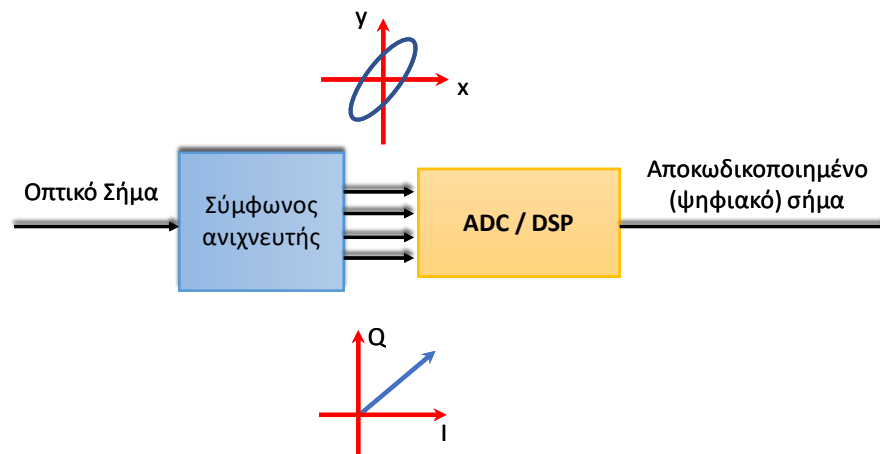 y
x
Οπτικό Σήμα
Σύμφωνος
ανιχνευτής
ADC / DSP
Αποκωδικοποιημένο
(ψηφιακό) σήμα
Q
I